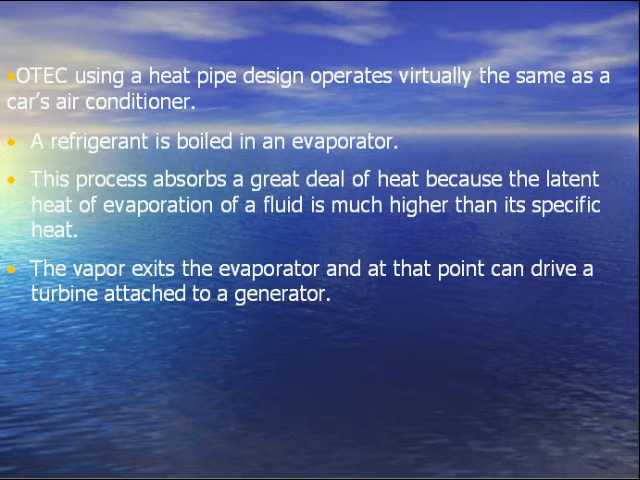 •OTEC using a heat pipe design operates virtually the same as a
car's air conditioner.
• A refrigerant is boiled in an evaporator.
• This process absorbs a great deal of heat because the latent
heat of evaporation of a fluid is much higher than its specific
heat.
• The vapor exits the evaporator and at that point can drive a
turbine attached to a generator.